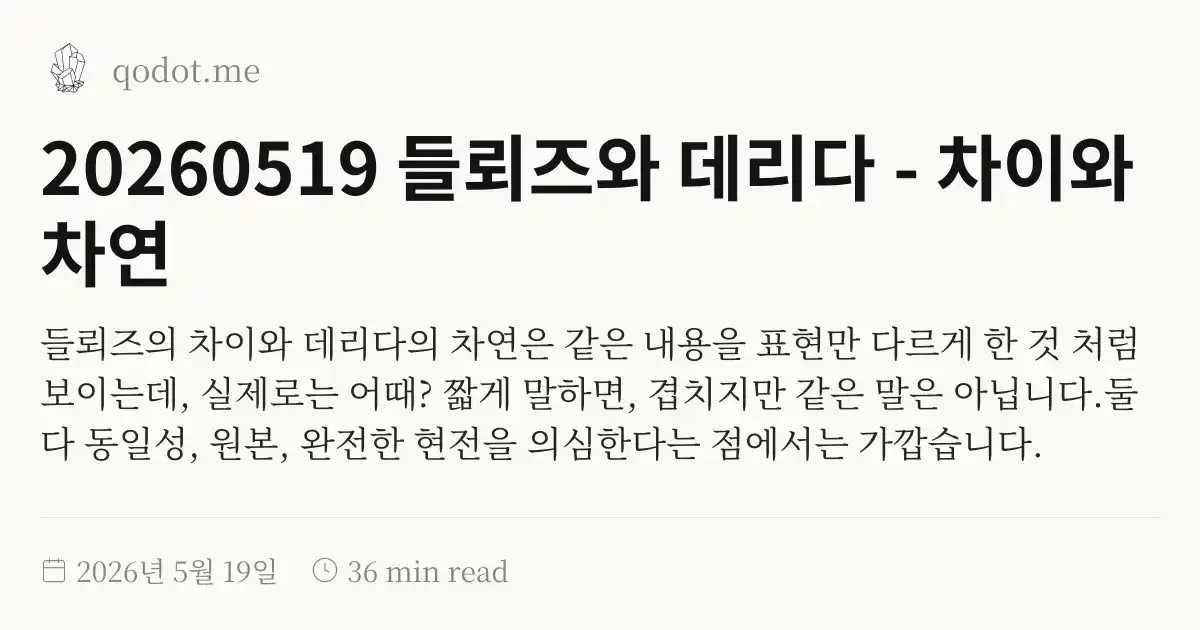 qodot.me
20260519 들뢰즈와 데리다 - 차이와
차연
들뢰즈의 차이와 데리다의 차연은 같은 내용을 표현만 다르게 한 것 처럼
보이는데, 실제로는 어때? 짧게 말하면, 겹치지만 같은 말은 아닙니다.둘
다 동일성, 원본, 완전한 현전을 의심한다는 점에서는 가깝습니다.
2026년 5월 19일 36 min read